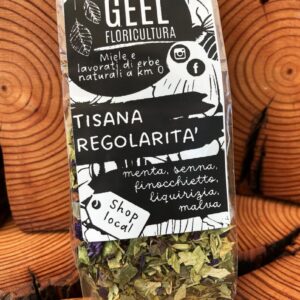 GEEL
FLORICULTURA
Miele e
lavorati di erbe
naturali a km 0
TISANA
REGOLARITA'
menta, senna,
finocchietto,
liquirizia,
malva
Shop
local